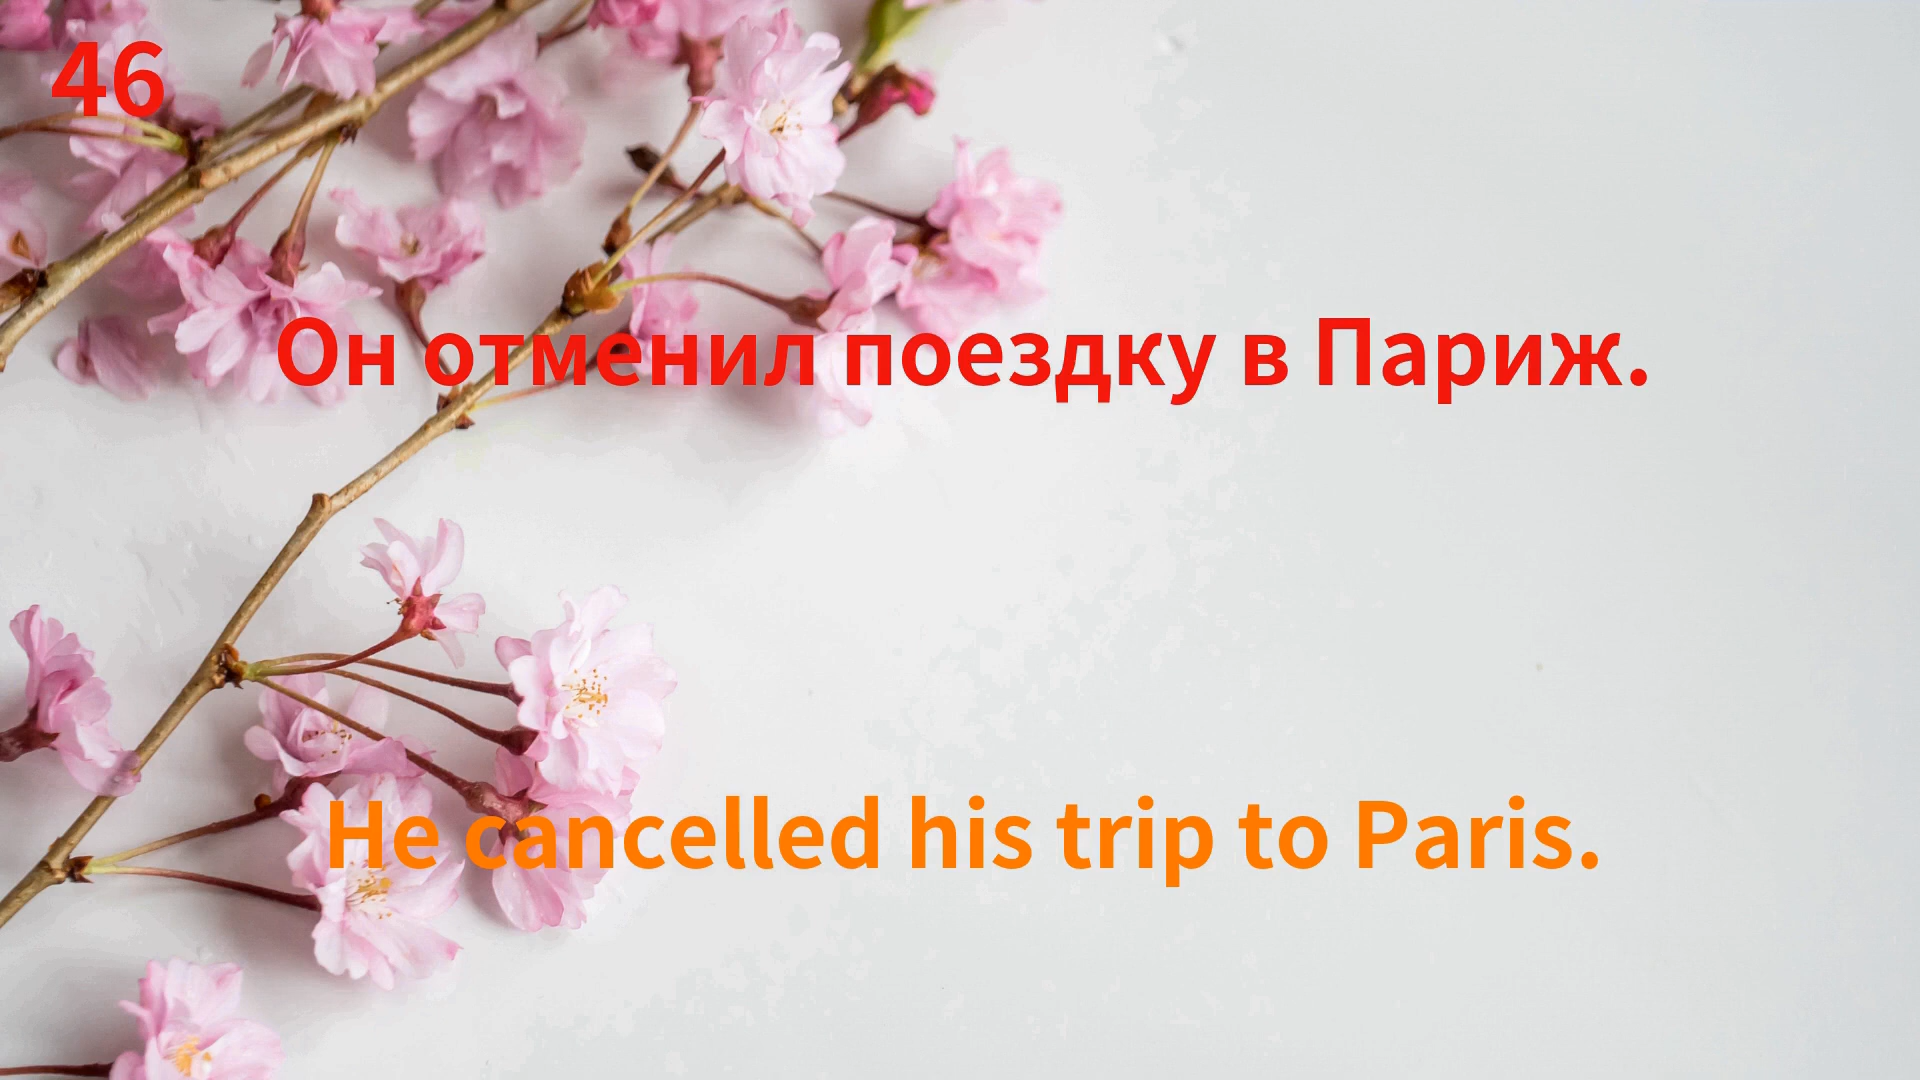 46
Он отменил поездку в Париж.
He cancelled his trip to Paris.